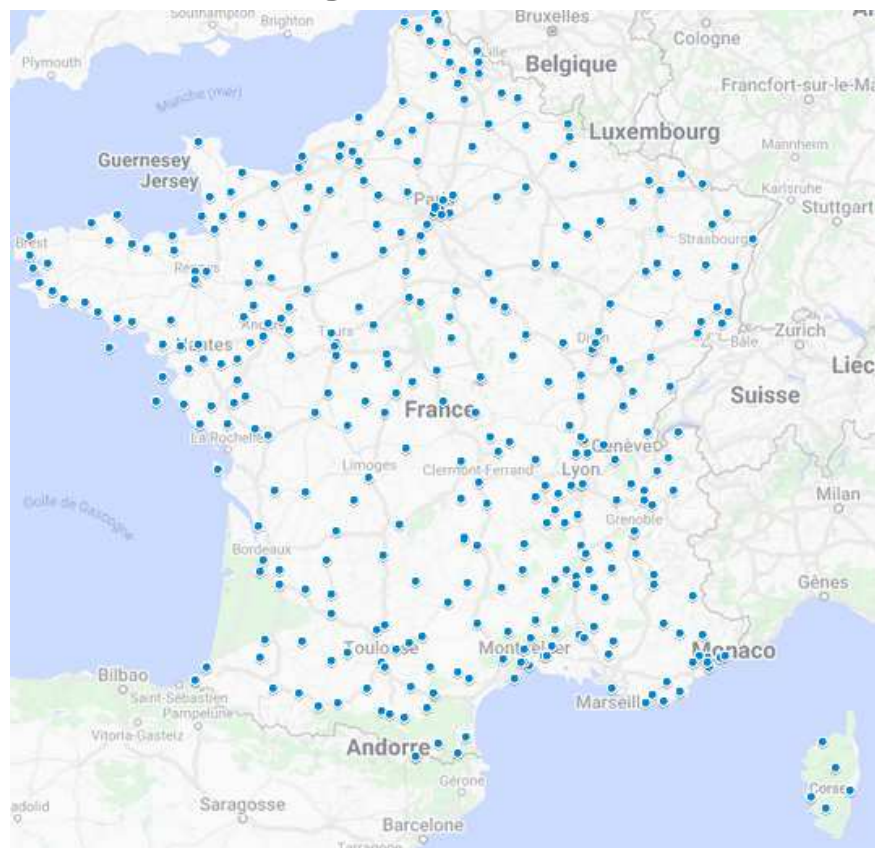 Southampton
Brighton
Bruxelles
Cologne
Plymouth
Lille
Belgique
Francfort-sur-le-Ma
Manche (mer)
Luxembourg
Mannheim
Guernesey
Jersey
Karlsruhe
Stuttgart
Brest
Strasbourg
Rennes
Tours
Dijon
Zurich
Bâle
Nantes
Liec
Suisse
France
La Rochelle
Genève
Limoges
Clermont-Ferrand
Lyon
Milan
Golfe de Gascogne
Grenoble
Bordeaux
Gênes
Toulouse
Montpellier
Monaco
Bilbao
Saint-Sébastien
Marseill
Pampelune
Vitoria-Gasteiz
Andorre
Gérone
Corse
adolid
Saragosse
Barcelone